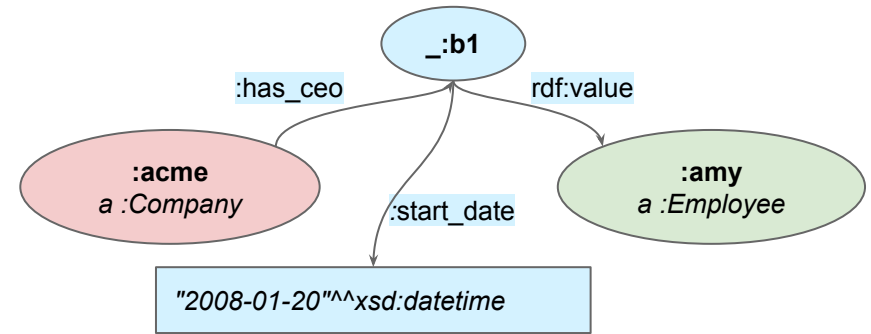 _:b1
:has_ceo
rdf:value
:acme
a :Company
:amy
a :Employee
:start_date
"2008-01-20"^^xsd:datetime